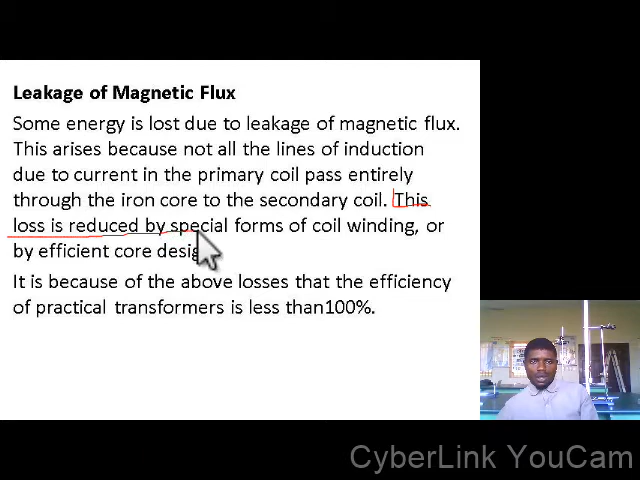 Leakage of Magnetic Flux
Some energy is lost due to leakage of magnetic flux.
This arises because not all the lines of induction
due to current in the primary coil pass entirely
through the iron core to the secondary coil. This
loss is reduced by special forms of coil winding, or
by efficient core desig
It is because of the above losses that the efficiency
of practical transformers is less than100%.
CyberLink YouCam